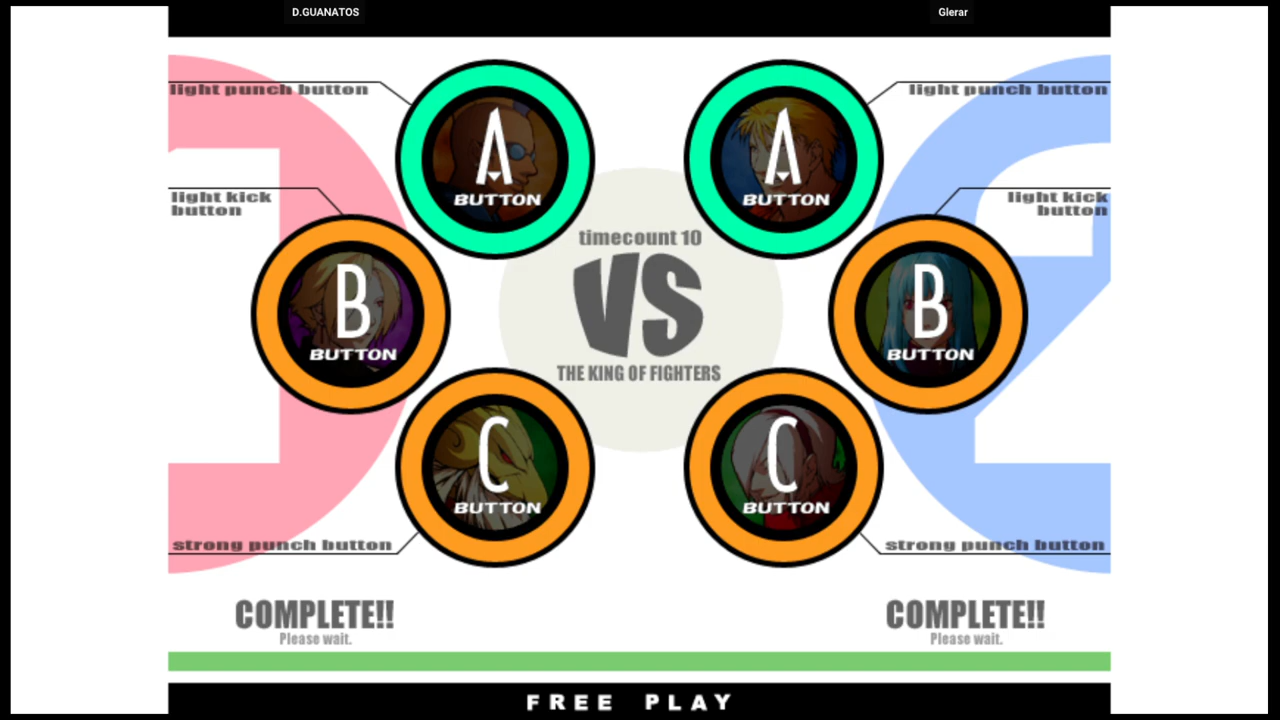 D.GUANATOS
Glerar
light punch button
light punch button
A
BUTTON
A
BUTTON
light kick
button
light kick
button
timecount 10
VS
THE KING OF FIGHTERS
B
BUTTON
B
BUTTON
C
BUTTON
C
BUTTON
strong punch button
strong punch button
COMPLETE!!
Please wait.
COMPLETE!!
Please wait.
FREE PLAY